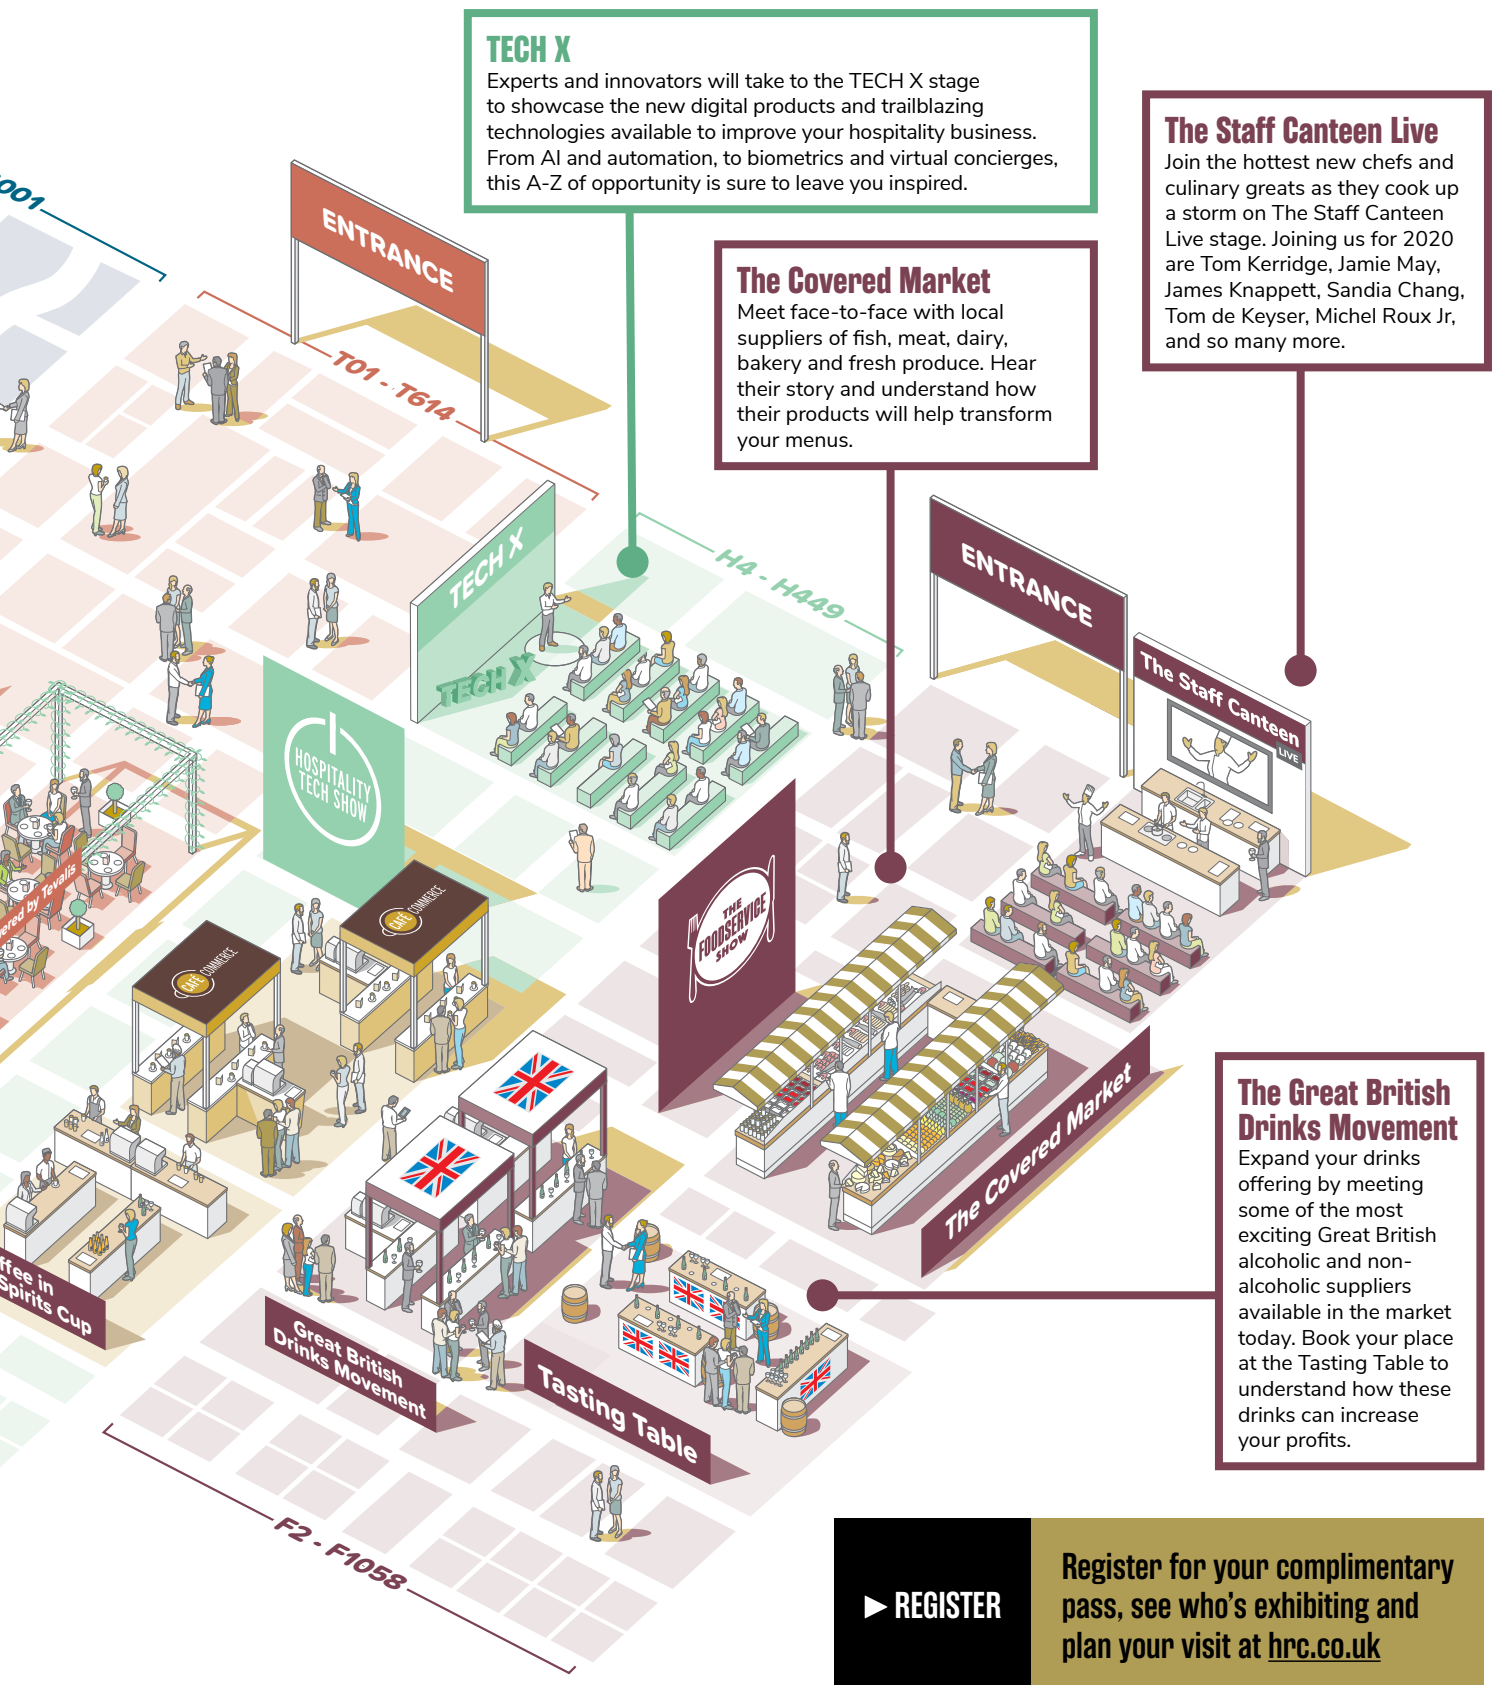 TECH X
Experts and innovators will take to the TECH X stage
to showcase the new digital products and trailblazing
technologies available to improve your hospitality business.
From AI and automation, to biometrics and virtual concierges,
this A-Z of opportunity is sure to leave you inspired.
The Staff Canteen Live
Join the hottest new chefs and
culinary greats as they cook up
a storm on The Staff Canteen
Live stage. Joining us for 2020
are Tom Kerridge, Jamie May,
James Knappett, Sandia Chang,
Tom de Keyser, Michel Roux Jr,
and so many more.
The Covered Market
Meet face-to-face with local
suppliers of fish, meat, dairy,
bakery and fresh produce. Hear
their story and understand how
their products will help transform
your menus.
ENTRANCE
T01 - T614
TECH X
TECH X
H4 - H449
ENTRANCE
The Staff Canteen
LIVE
HOSPITALITY
TECH SHOW
THE
FOODSERVICE
SHOW
CAFÉ COMMERCE
CAFÉ COMMERCE
by Tevalis
The Covered Market
The Great British
Drinks Movement
Expand your drinks
offering by meeting
some of the most
exciting Great British
alcoholic and non-
alcoholic suppliers
available in the market
today. Book your place
at the Tasting Table to
understand how these
drinks can increase
your profits.
in
Spirits Cup
Great British
Drinks Movement
Tasting Table
F2 - F1058
REGISTER
Register for your complimentary
pass, see who's exhibiting and
plan your visit at hrc.co.uk